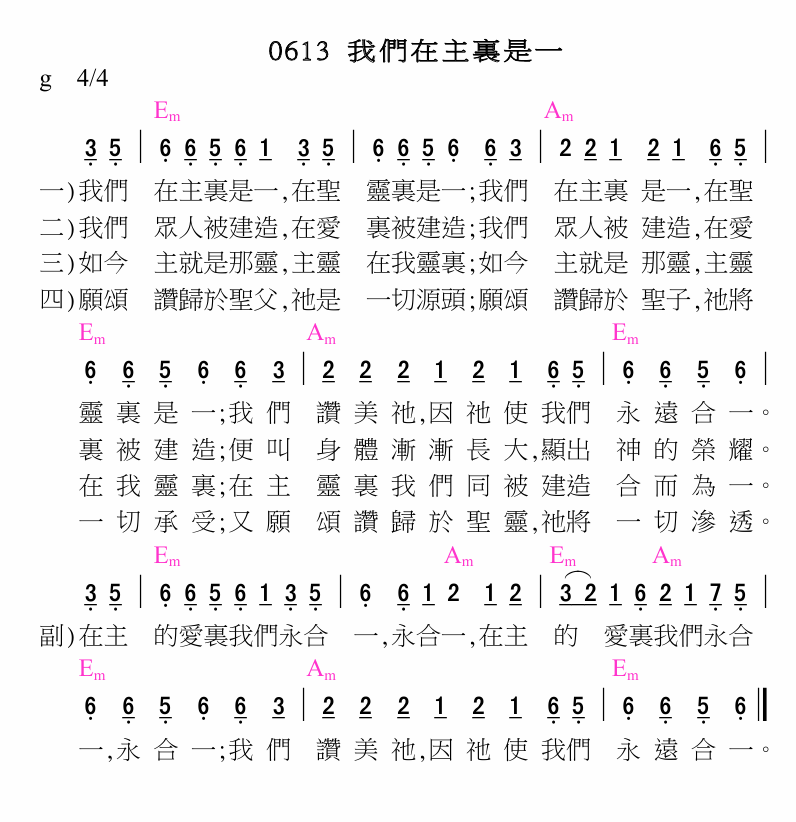 0613 我們在主裏是一
g 4/4
Em Am
3 5 | 6 6 5 6 1 3 5 | 6 6 5 6 6 3 | 2 2 1 2 1 6 5 |
一)我們 在主裏是一,在聖 靈裏是一;我們 在主裏 是一,在聖
二)我們 眾人被建造,在愛 裏被建造;我們 眾人被 建造,在愛
三)如今 主就是那靈,主靈 在我靈裏;如今 主就是 那靈,主靈
四)願頌 讚歸於聖父,祂是 一切源頭;願頌 讚歸於 聖子,祂將
Em Am Em
6 6 5 6 6 3 | 2 2 2 1 2 1 6 5 | 6 6 5 6 |
靈裏是一;我們 讚美祂,因祂使我們 永遠合一。
裏被建造;便叫 身體漸漸長大,顯出 神的榮耀。
在我靈裏;在主 靈裏我們同被建造 合而為一。
一切承受;又願 頌讚歸於聖靈,祂將 一切滲透。
Em Am Em Am
3 5 | 6 6 5 6 1 3 5 | 6 6 1 2 1 2 | 3 2 1 6 2 1 7 5 |
副)在主 的愛裏我們永合 一,永合一,在主 的 愛裏我們永合
Em Am Em
6 6 5 6 6 3 | 2 2 2 1 2 1 6 5 | 6 6 5 6 ||
一,永合一;我們 讚美祂,因祂使我們 永遠合一。